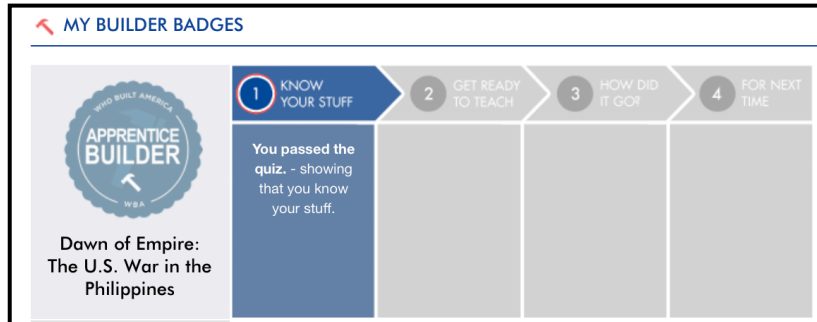 MY BUILDER BADGES
WHO BUILT AMERICA
APPRENTICE
BUILDER
WBA
Dawn of Empire:
The U.S. War in the
Philippines
1
KNOW
YOUR STUFF
You passed the
quiz. - showing
that you know
your stuff.
2
GET READY
TO TEACH
3
HOW DID
IT GO?
4
FOR NEXT
TIME